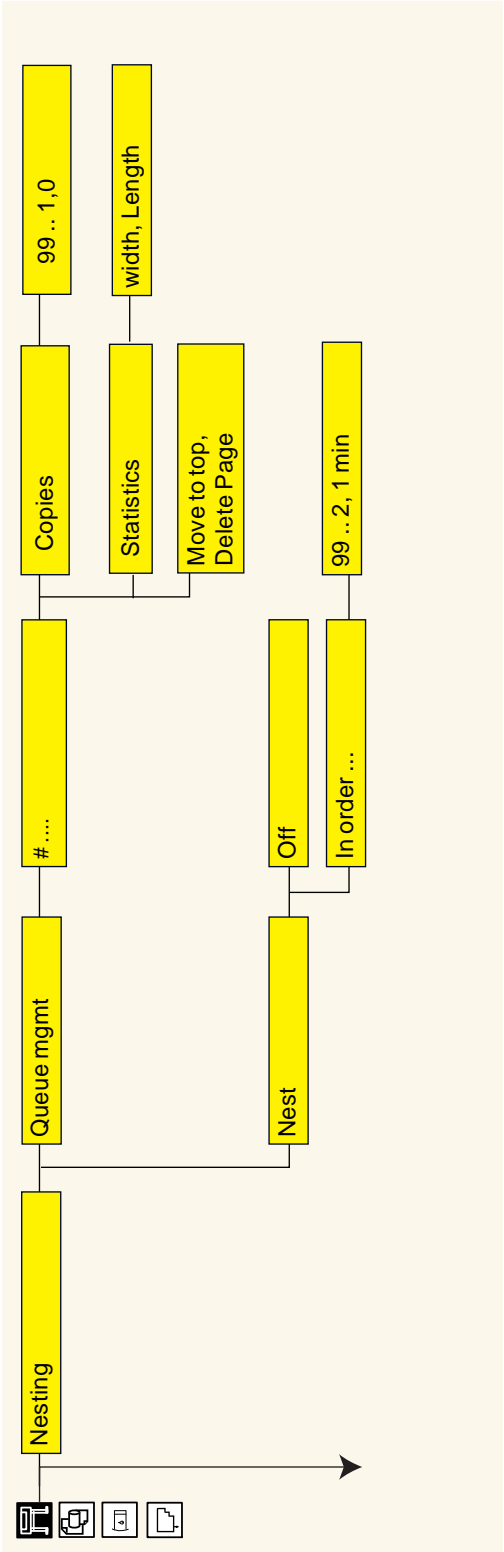 Nesting
Queue mgmt
# ....
Copies
99 .. 1,0
Statistics
width, Length
Move to top,
Delete Page
Nest
Off
In order ...
99 .. 2, 1 min